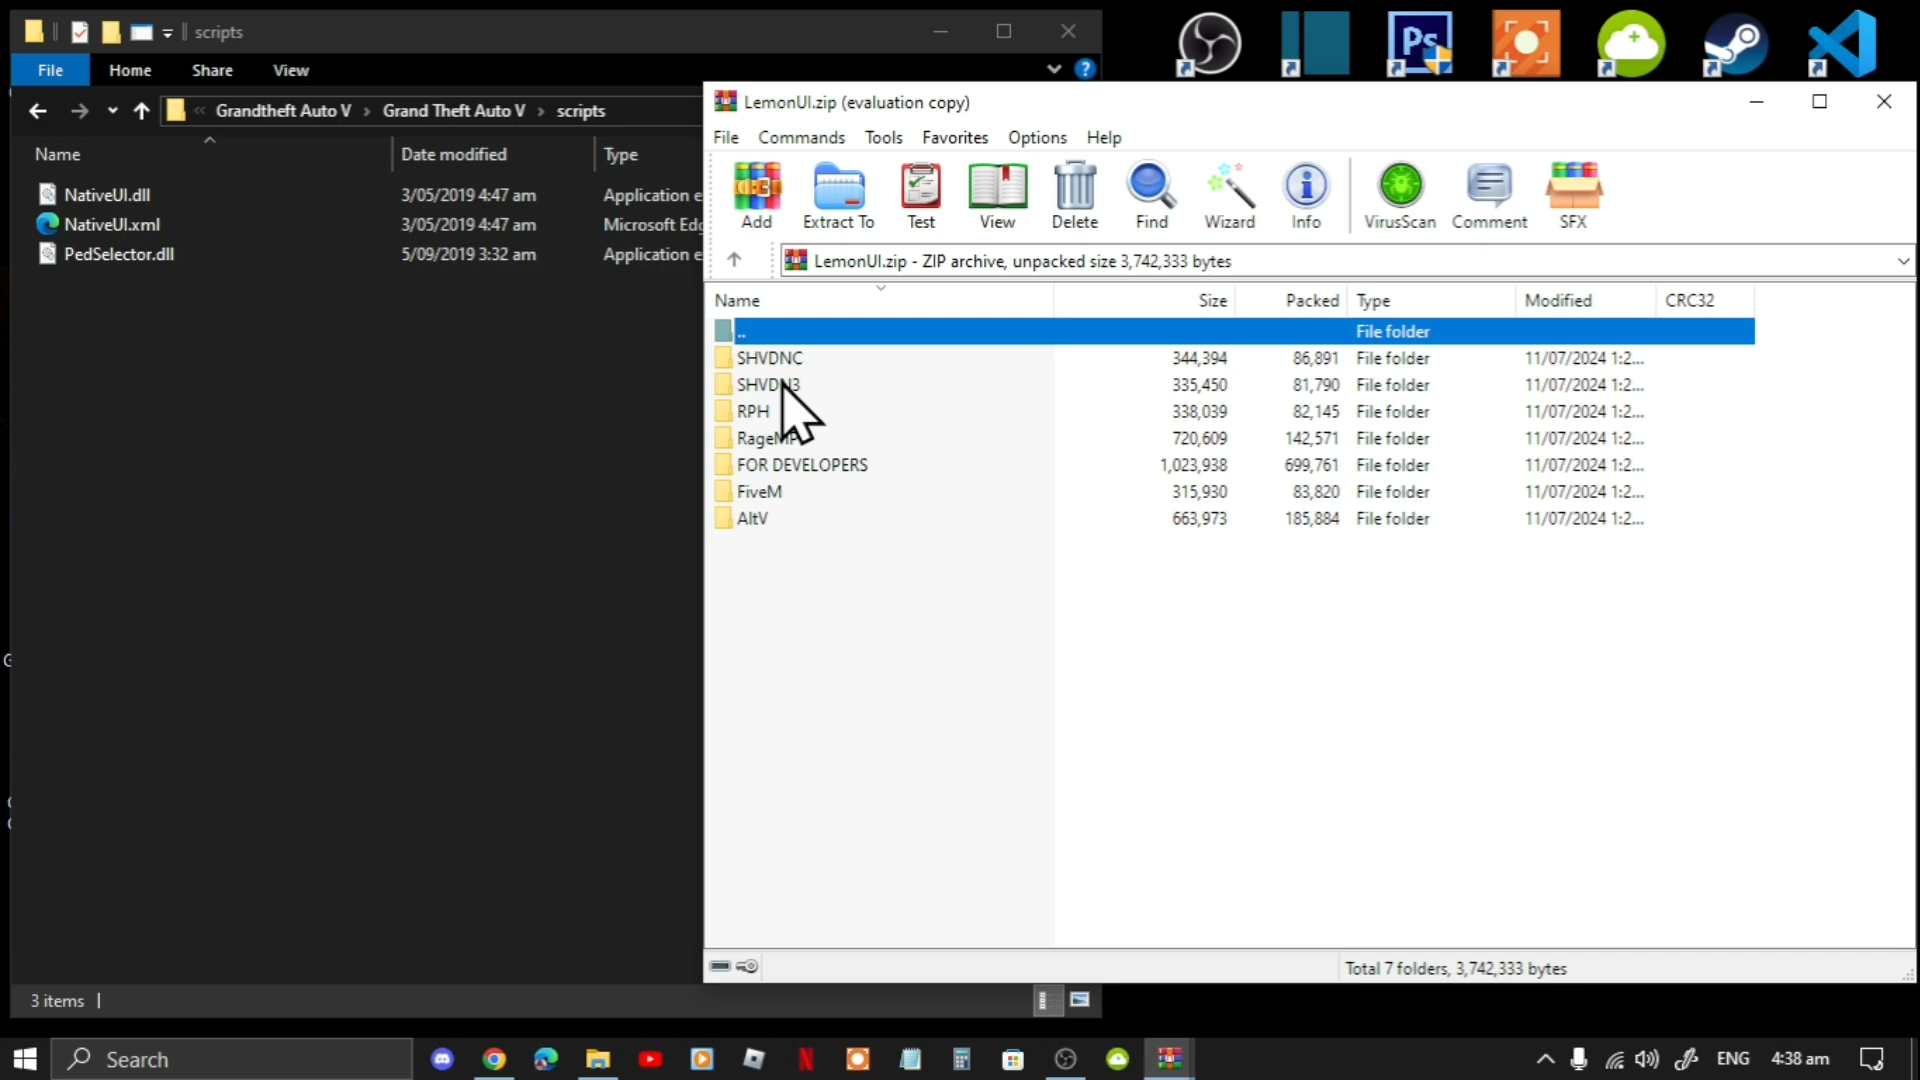 scripts
File Home Share View
Grandtheft Auto V > Grand Theft Auto V > scripts
Name Date modified Type
NativeUI.dll 3/05/2019 4:47 am Application e
NativeUI.xml 3/05/2019 4:47 am Microsoft Edg
PedSelector.dll 5/09/2019 3:32 am Application e
3 items
Ps
LemonUI.zip (evaluation copy)
File Commands Tools Favorites Options Help
Add Extract To Test View Delete Find Wizard Info VirusScan Comment SFX
LemonUI.zip - ZIP archive, unpacked size 3,742,333 bytes
Name Size Packed Type Modified CRC32
.. File folder
SHVDNC 344,394 86,891 File folder 11/07/2024 1:2...
SHVDN3 335,450 81,790 File folder 11/07/2024 1:2...
RPH 338,039 82,145 File folder 11/07/2024 1:2...
RageMP 720,609 142,571 File folder 11/07/2024 1:2...
FOR DEVELOPERS 1,023,938 699,761 File folder 11/07/2024 1:2...
FiveM 315,930 83,820 File folder 11/07/2024 1:2...
AltV 663,973 185,884 File folder 11/07/2024 1:2...
Total 7 folders, 3,742,333 bytes
Search
ENG 4:38 am